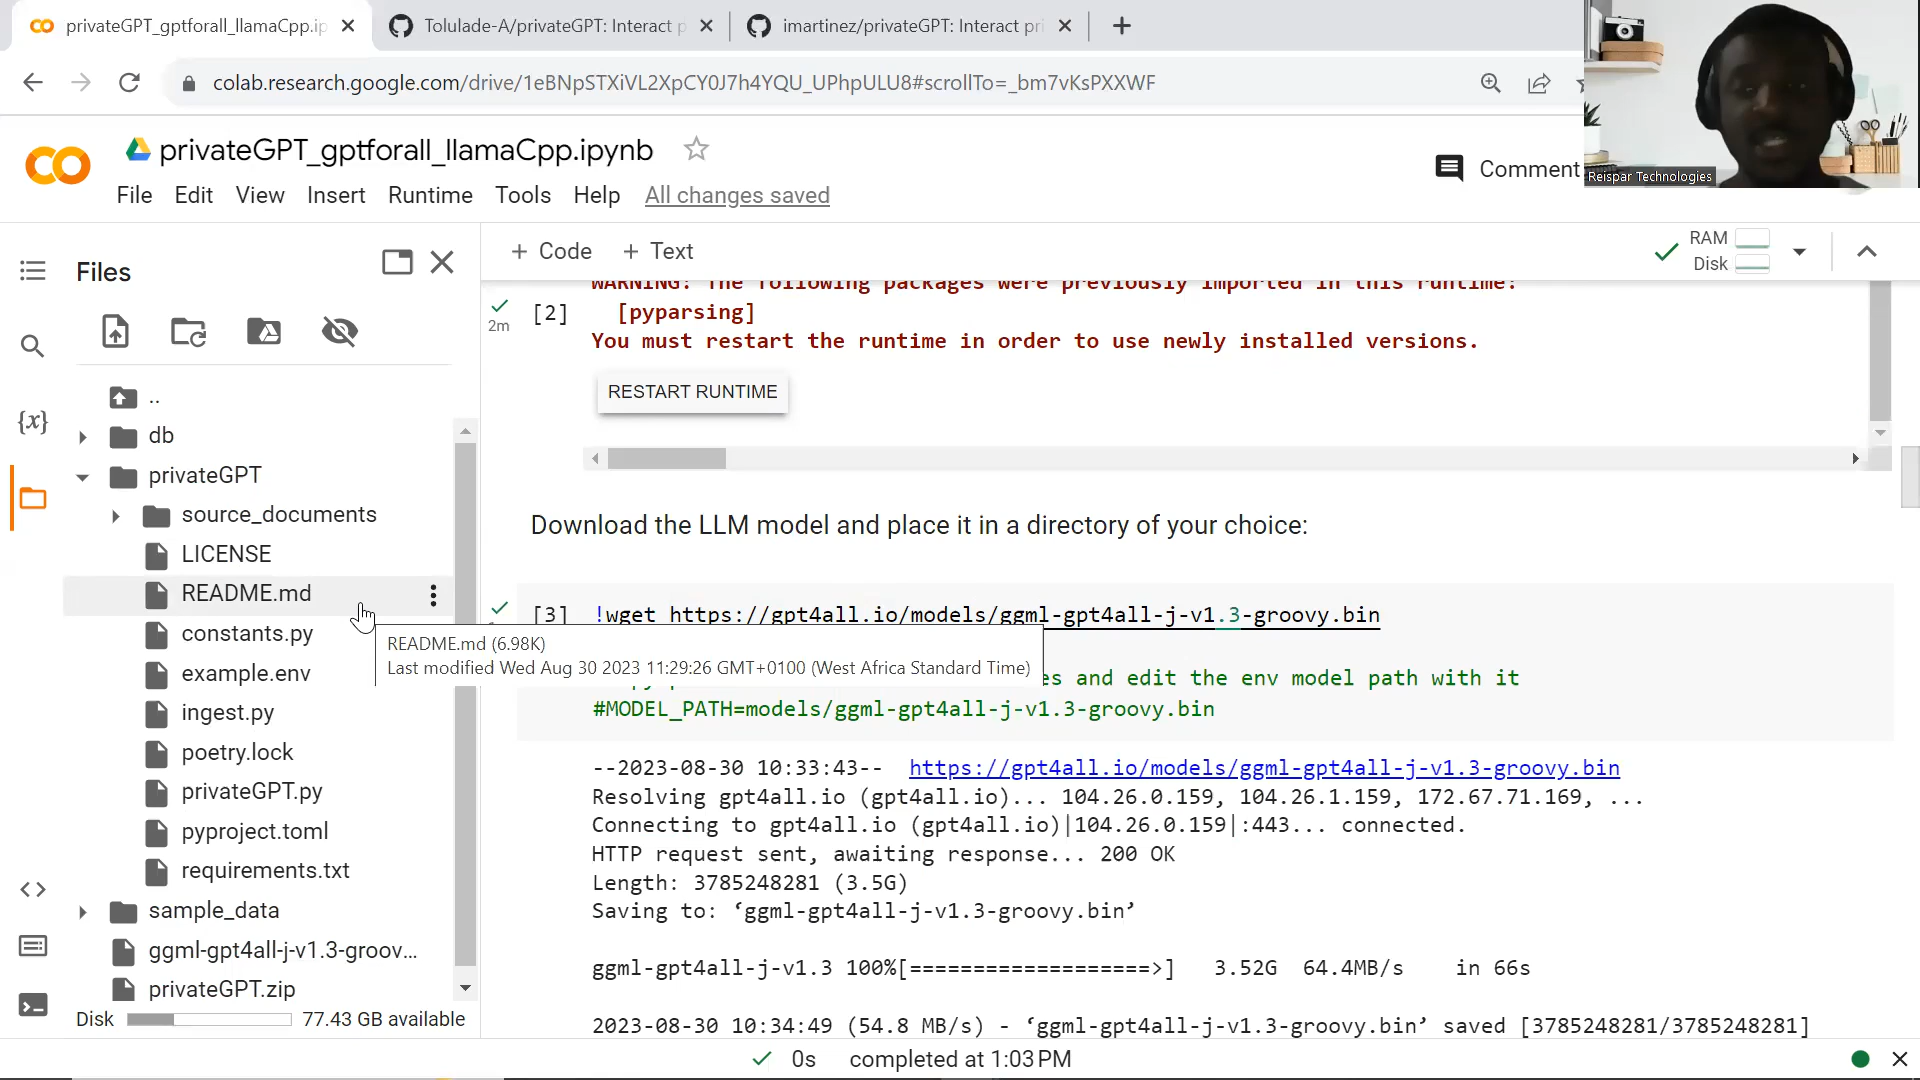 privateGPT_gptforall_llamaCpp.ip
Tolulade-A/privateGPT: Interact p
imartinez/privateGPT: Interact pri
colab.research.google.com/drive/1eBNpSTXiVL2XpCY0J7h4YQU_UPhpULU8#scrollTo=_bm7vKsPXXWF
Reispar Technologies
privateGPT_gptforall_llamaCpp.ipynb
Comment
File Edit View Insert Runtime Tools Help All changes saved
Files
+ Code + Text
RAM
Disk
..
db
privateGPT
source_documents
LICENSE
README.md
constants.py
example.env
ingest.py
poetry.lock
privateGPT.py
pyproject.toml
requirements.txt
sample_data
ggml-gpt4all-j-v1.3-groov...
privateGPT.zip
Disk 77.43 GB available
{x}
README.md (6.98K)
Last modified Wed Aug 30 2023 11:29:26 GMT+0100 (West Africa Standard Time)
WARNING: The following packages were previously imported in this runtime:
2m [2] [pyparsing]
You must restart the runtime in order to use newly installed versions.
RESTART RUNTIME
Download the LLM model and place it in a directory of your choice:
[3] !wget https://gpt4all.io/models/ggml-gpt4all-j-v1.3-groovy.bin
es and edit the env model path with it
#MODEL_PATH=models/ggml-gpt4all-j-v1.3-groovy.bin
--2023-08-30 10:33:43-- https://gpt4all.io/models/ggml-gpt4all-j-v1.3-groovy.bin
Resolving gpt4all.io (gpt4all.io)... 104.26.0.159, 104.26.1.159, 172.67.71.169, ...
Connecting to gpt4all.io (gpt4all.io)|104.26.0.159|:443... connected.
HTTP request sent, awaiting response... 200 OK
Length: 3785248281 (3.5G)
Saving to: ‘ggml-gpt4all-j-v1.3-groovy.bin’
ggml-gpt4all-j-v1.3 100%[===================>] 3.52G 64.4MB/s in 66s
2023-08-30 10:34:49 (54.8 MB/s) - ‘ggml-gpt4all-j-v1.3-groovy.bin’ saved [3785248281/3785248281]
0s completed at 1:03 PM